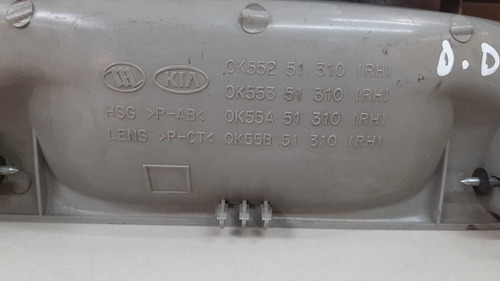 LH KIA 0K552 51 310 (RH)
0K553 51 310 (RH)
HSG >P-AB< 0K55A 51 310 (RH)
LENS >P-CT< 0K55B 51 310 (RH)
D.D